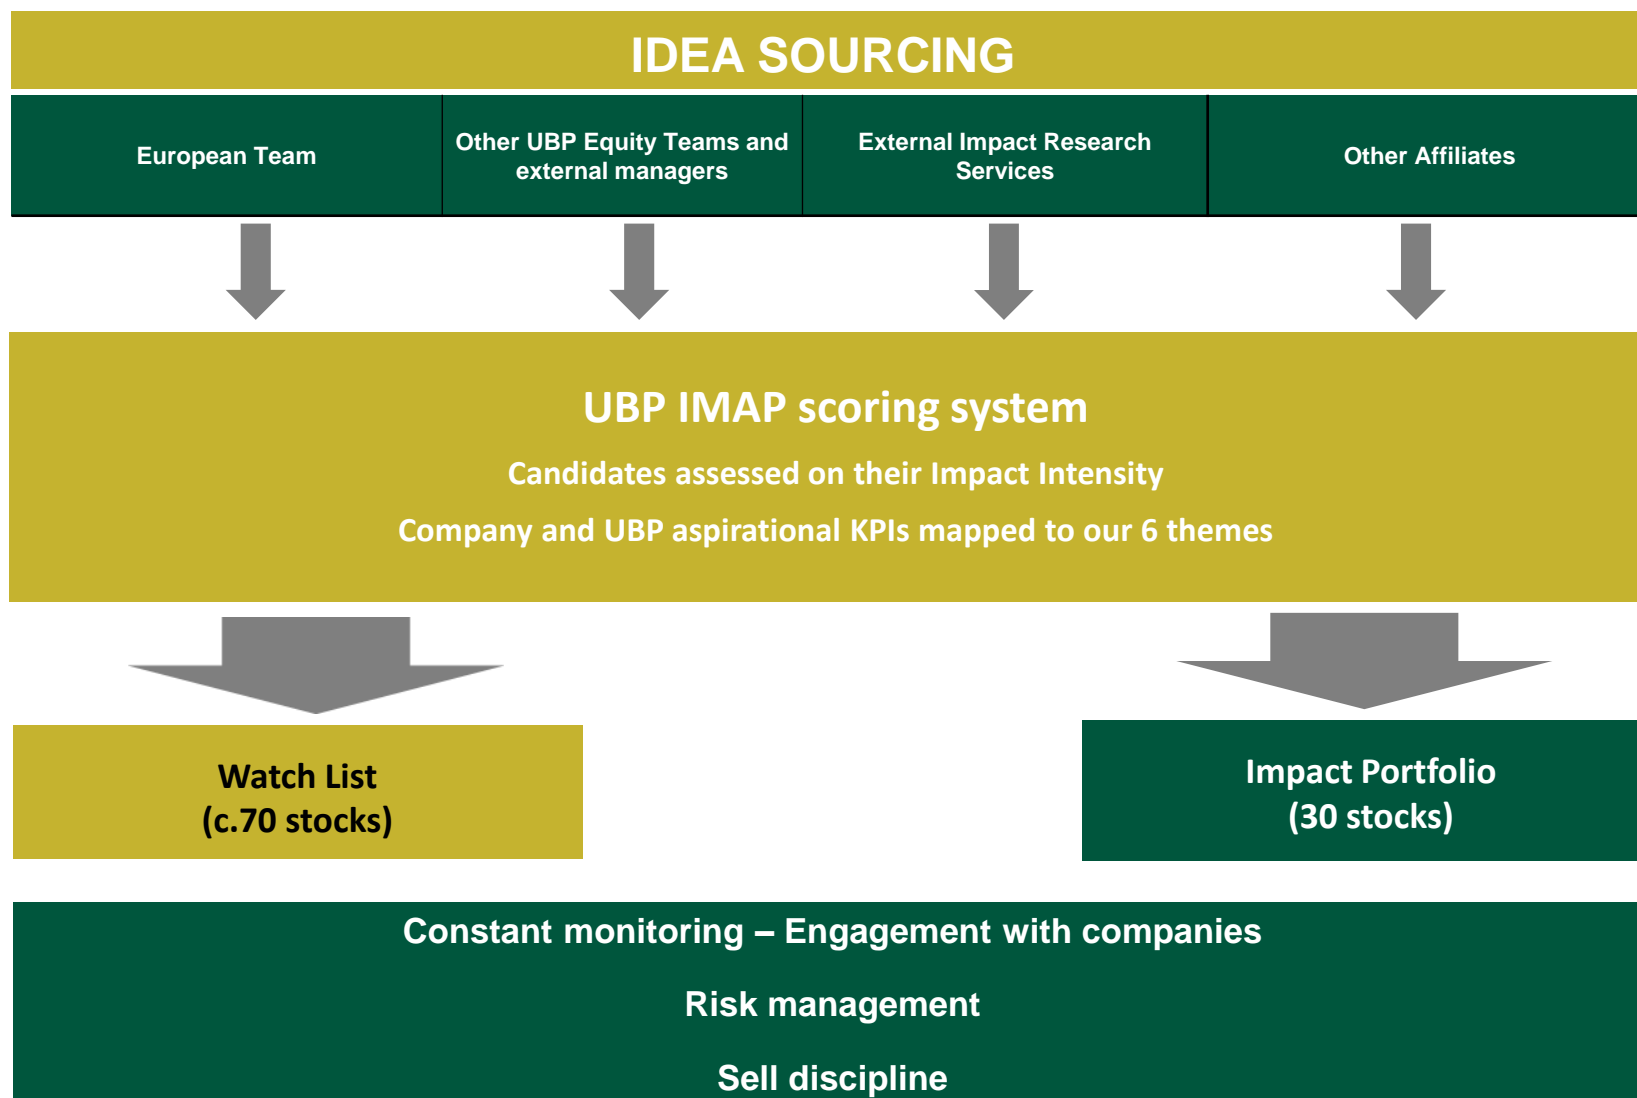 IDEA SOURCING
European Team
Other UBP Equity Teams and
external managers
External Impact Research
Services
Other Affiliates
UBP IMAP scoring system
Candidates assessed on their Impact Intensity
Company and UBP aspirational KPIs mapped to our 6 themes
Watch List
(c.70 stocks)
Impact Portfolio
(30 stocks)
Constant monitoring – Engagement with companies
Risk management
Sell discipline